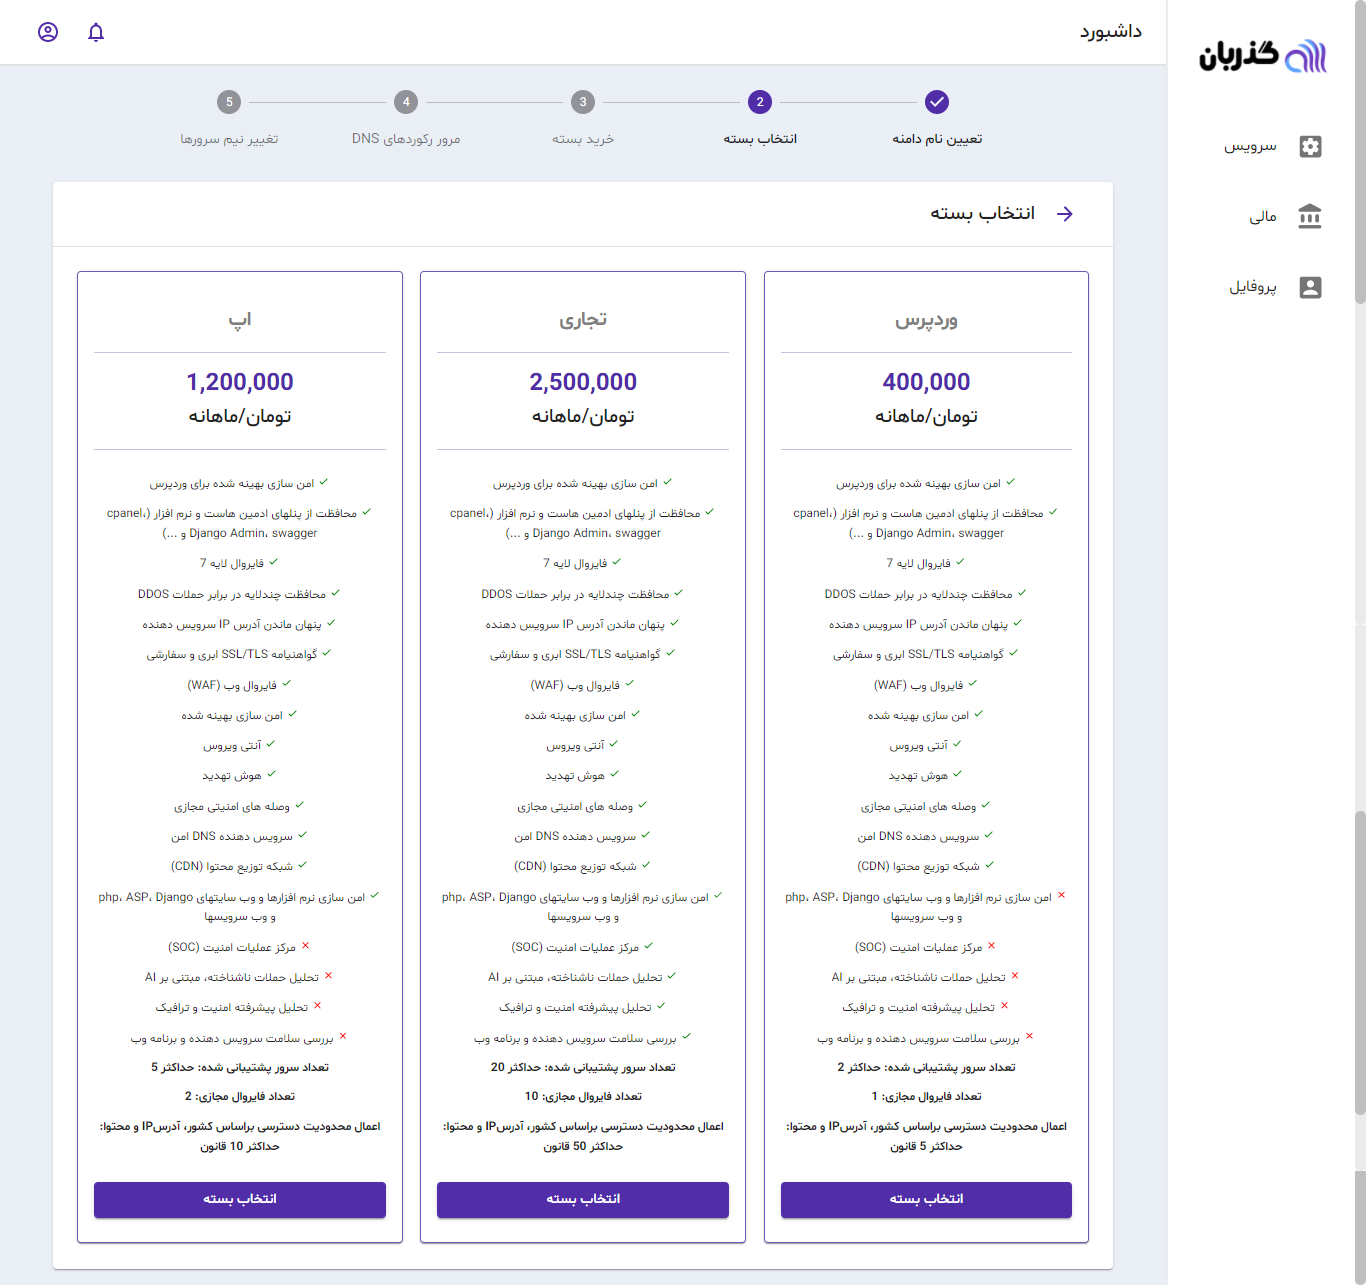 گذربان
داشبورد
سرویس
مالی
پروفایل
تعیین نام دامنه
2
انتخاب بسته
3
خرید بسته
4
مرور رکوردهای DNS
5
تغییر نیم سرورها
انتخاب بسته
وردپرس
400,000
تومان/ماهانه
امن سازی بهینه شده برای وردپرس
محافظت از پنلهای ادمین هاست و نرم افزار (cpanel،
Django Admin، swagger و ...)
فایروال لایه 7
محافظت چندلایه در برابر حملات DDOS
پنهان ماندن آدرس IP سرویس دهنده
گواهنیامه SSL/TLS ابری و سفارشی
فایروال وب (WAF)
امن سازی بهینه شده
آنتی ویروس
هوش تهدید
وصله های امنیتی مجازی
سرویس دهنده DNS امن
شبکه توزیع محتوا (CDN)
امن سازی نرم افزارها و وب سایتهای php، ASP، Django
و وب سرویسها
مرکز عملیات امنیت (SOC)
تحلیل حملات ناشناخته، مبتنی بر AI
تحلیل پیشرفته امنیت و ترافیک
بررسی سلامت سرویس دهنده و برنامه وب
تعداد سرور پشتیبانی شده: حداکثر 2
تعداد فایروال مجازی: 1
اعمال محدودیت دسترسی براساس کشور، آدرسIP و محتوا:
حداکثر 5 قانون
انتخاب بسته
تجاری
2,500,000
تومان/ماهانه
امن سازی بهینه شده برای وردپرس
محافظت از پنلهای ادمین هاست و نرم افزار (cpanel،
Django Admin، swagger و ...)
فایروال لایه 7
محافظت چندلایه در برابر حملات DDOS
پنهان ماندن آدرس IP سرویس دهنده
گواهنیامه SSL/TLS ابری و سفارشی
فایروال وب (WAF)
امن سازی بهینه شده
آنتی ویروس
هوش تهدید
وصله های امنیتی مجازی
سرویس دهنده DNS امن
شبکه توزیع محتوا (CDN)
امن سازی نرم افزارها و وب سایتهای php، ASP، Django
و وب سرویسها
مرکز عملیات امنیت (SOC)
تحلیل حملات ناشناخته، مبتنی بر AI
تحلیل پیشرفته امنیت و ترافیک
بررسی سلامت سرویس دهنده و برنامه وب
تعداد سرور پشتیبانی شده: حداکثر 20
تعداد فایروال مجازی: 10
اعمال محدودیت دسترسی براساس کشور، آدرسIP و محتوا:
حداکثر 50 قانون
انتخاب بسته
اپ
1,200,000
تومان/ماهانه
امن سازی بهینه شده برای وردپرس
محافظت از پنلهای ادمین هاست و نرم افزار (cpanel،
Django Admin، swagger و ...)
فایروال لایه 7
محافظت چندلایه در برابر حملات DDOS
پنهان ماندن آدرس IP سرویس دهنده
گواهنیامه SSL/TLS ابری و سفارشی
فایروال وب (WAF)
امن سازی بهینه شده
آنتی ویروس
هوش تهدید
وصله های امنیتی مجازی
سرویس دهنده DNS امن
شبکه توزیع محتوا (CDN)
امن سازی نرم افزارها و وب سایتهای php، ASP، Django
و وب سرویسها
مرکز عملیات امنیت (SOC)
تحلیل حملات ناشناخته، مبتنی بر AI
تحلیل پیشرفته امنیت و ترافیک
بررسی سلامت سرویس دهنده و برنامه وب
تعداد سرور پشتیبانی شده: حداکثر 5
تعداد فایروال مجازی: 2
اعمال محدودیت دسترسی براساس کشور، آدرسIP و محتوا:
حداکثر 10 قانون
انتخاب بسته